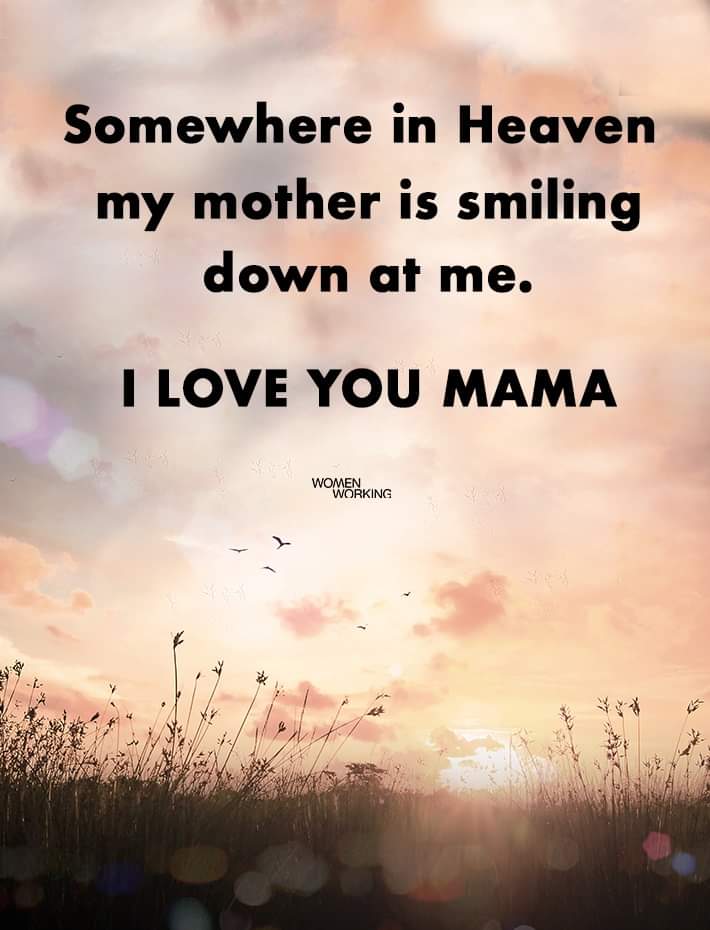 Somewhere in Heaven
my mother is smiling
down at me.
I LOVE YOU MAMA
WOMEN
WORKING